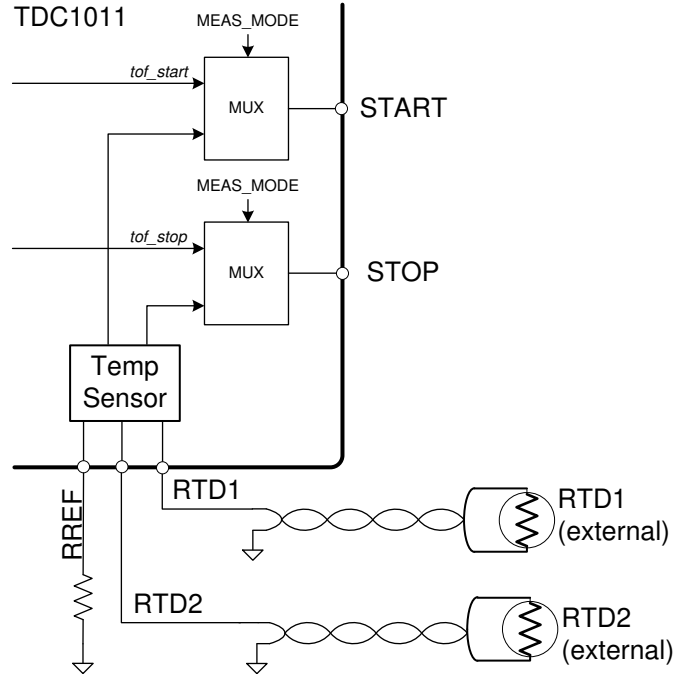 TDC1011
MEAS_MODE
tof_start
MUX
START
MEAS_MODE
tof_stop
MUX
STOP
Temp
Sensor
RREF
RTD1
RTD1
(external)
RTD2
RTD2
(external)